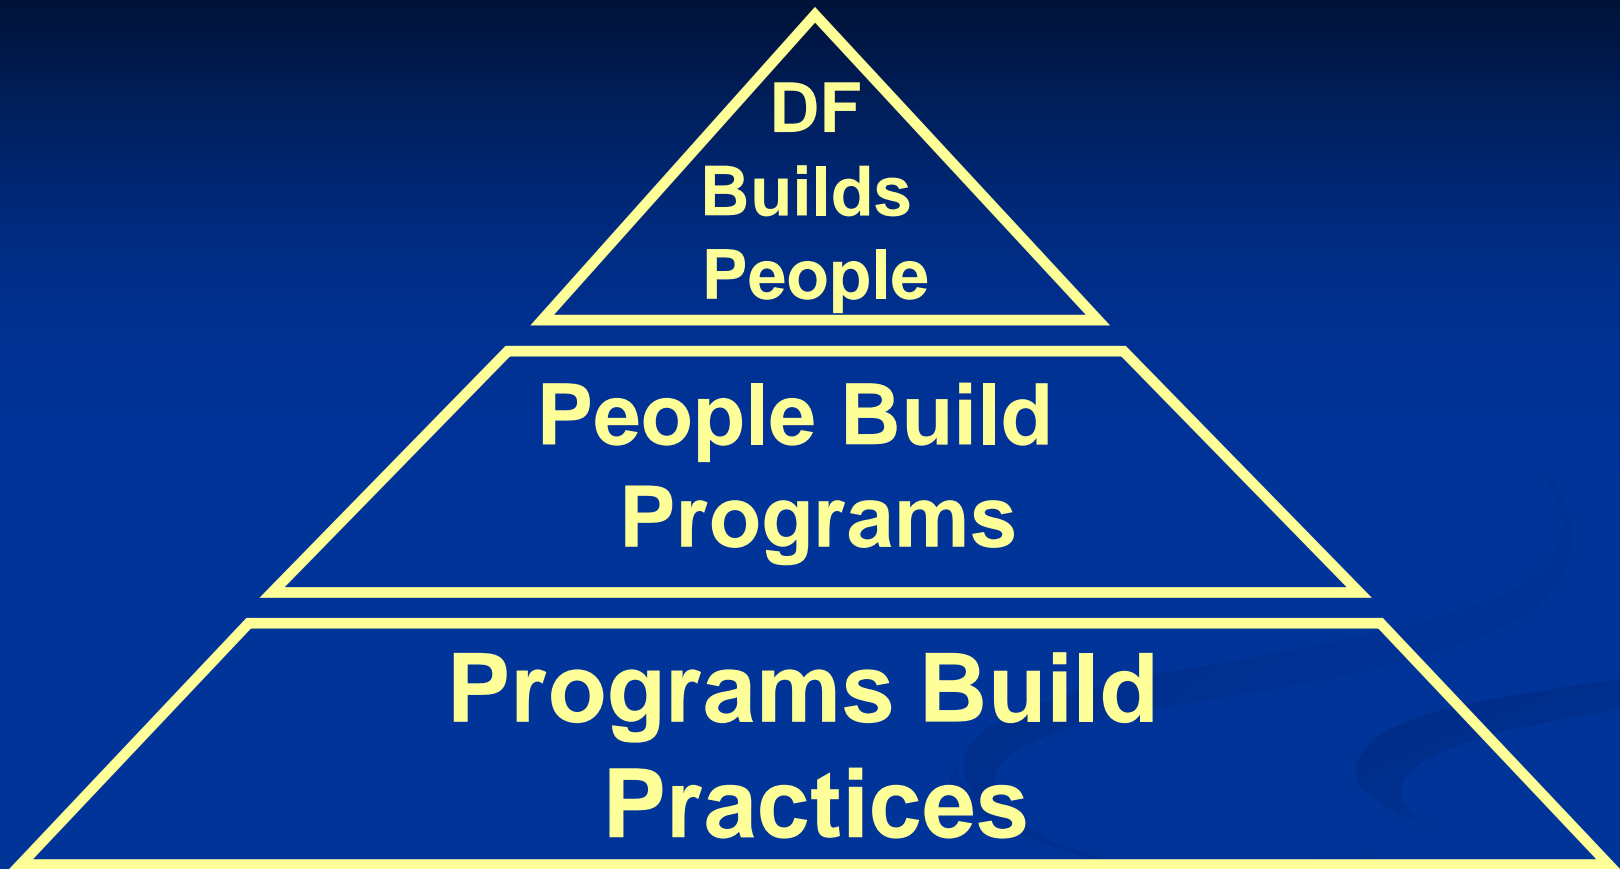 DF
Builds
People
People Build
Programs
Programs Build
Practices